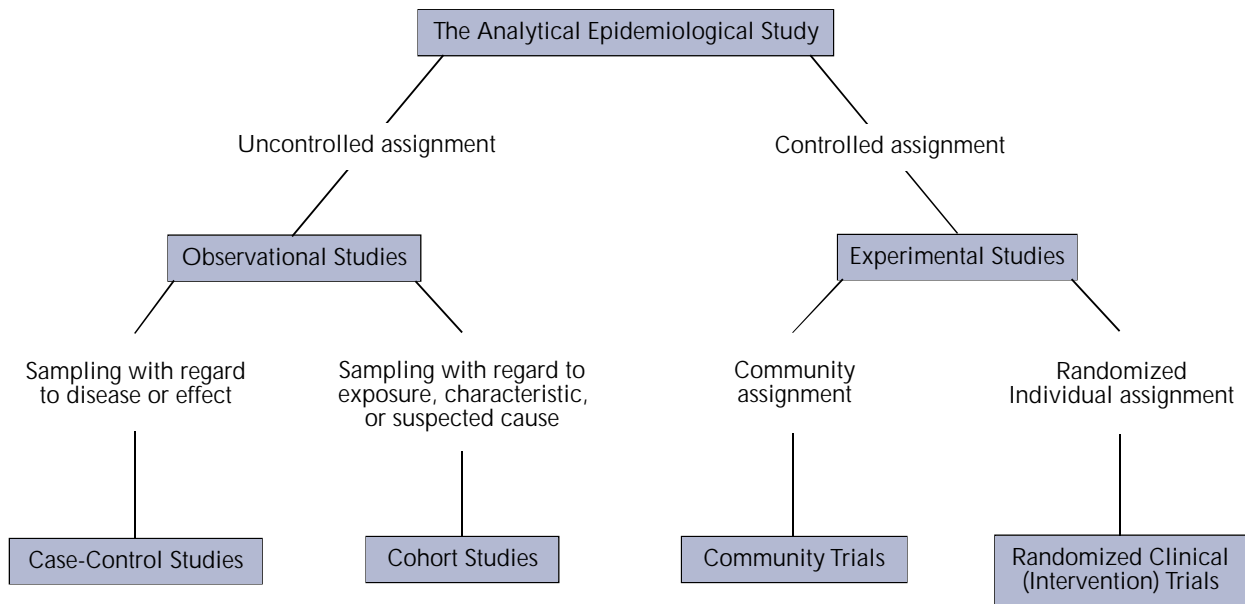 The Analytical Epidemiological Study
Uncontrolled assignment
Controlled assignment
Observational Studies
Experimental Studies
Sampling with regard
to disease or effect
Sampling with regard to
exposure, characteristic,
or suspected cause
Community
assignment
Randomized
Individual assignment
Case-Control Studies
Cohort Studies
Community Trials
Randomized Clinical
(Intervention) Trials